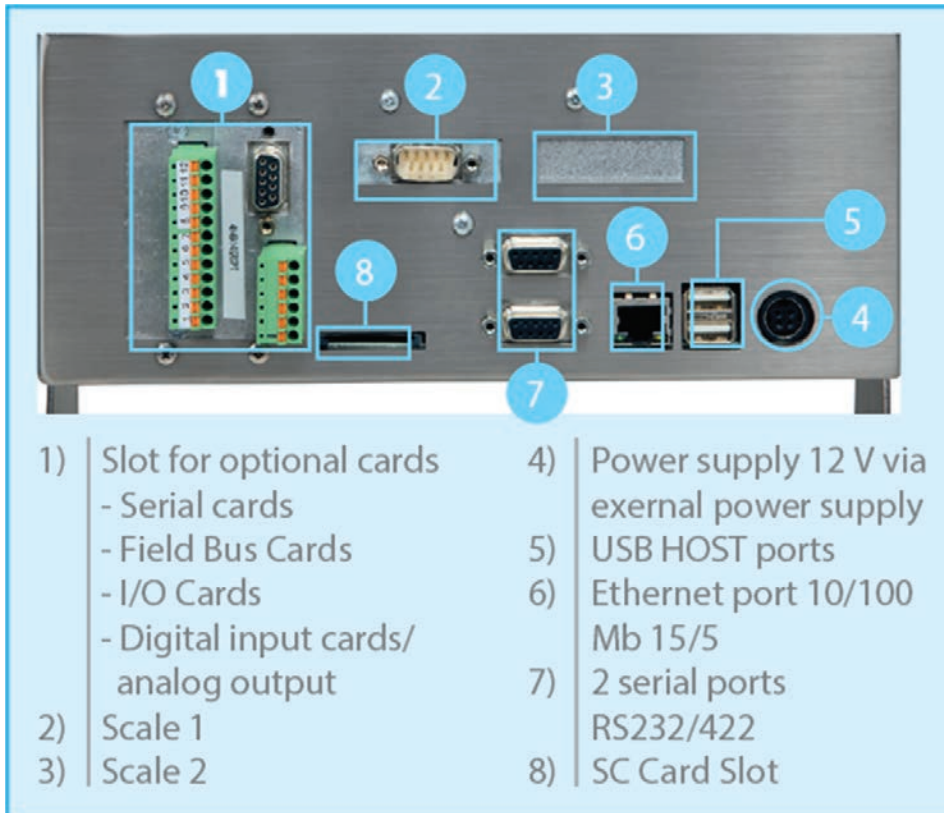 1
2
3
5
6
8
4
7
1) Slot for optional cards
- Serial cards
- Field Bus Cards
- I/O Cards
- Digital input cards/
analog output
2) Scale 1
3) Scale 2
4) Power supply 12 V via
exernal power supply
5) USB HOST ports
6) Ethernet port 10/100
Mb 15/5
7) 2 serial ports
RS232/422
8) SC Card Slot